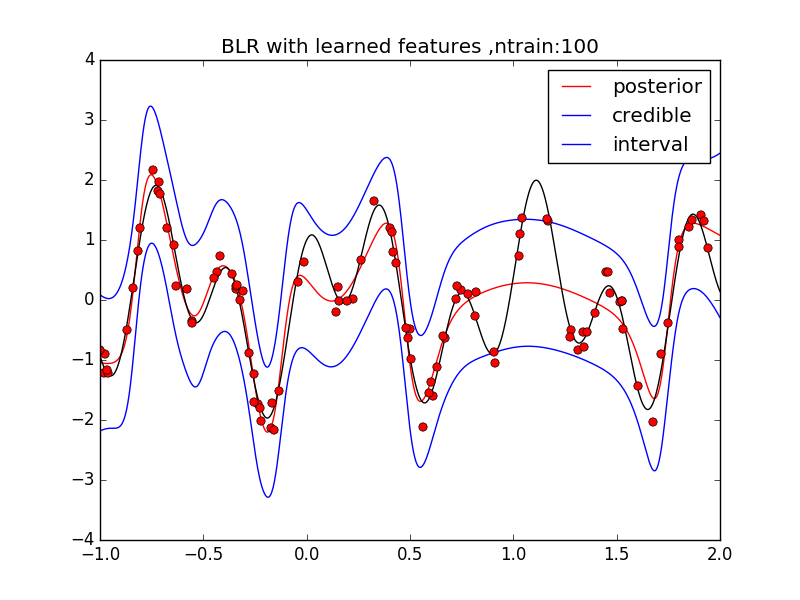 BLR with learned features ,ntrain:100
posterior
credible
interval
4
3
2
1
0
−1
−2
−3
−4
−1.0 −0.5 0.0 0.5 1.0 1.5 2.0